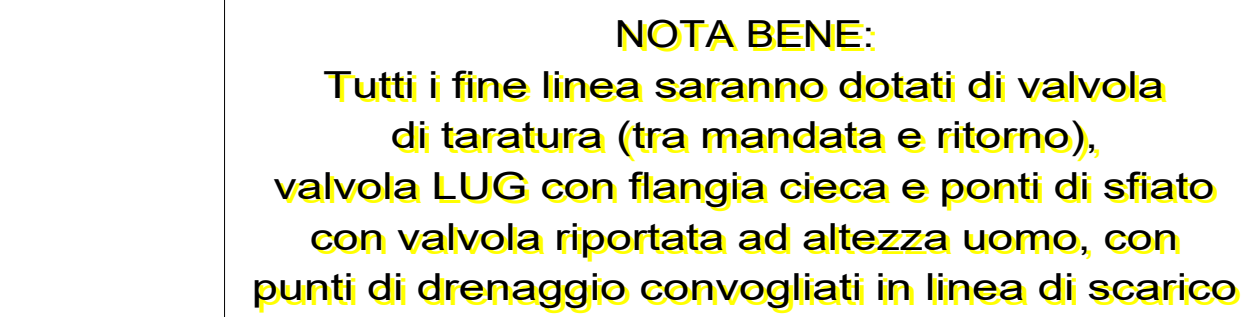 NOTA BENE:
Tutti i fine linea saranno dotati di valvola
di taratura (tra mandata e ritorno),
valvola LUG con flangia cieca e ponti di sfiato
con valvola riportata ad altezza uomo, con
punti di drenaggio convogliati in linea di scarico